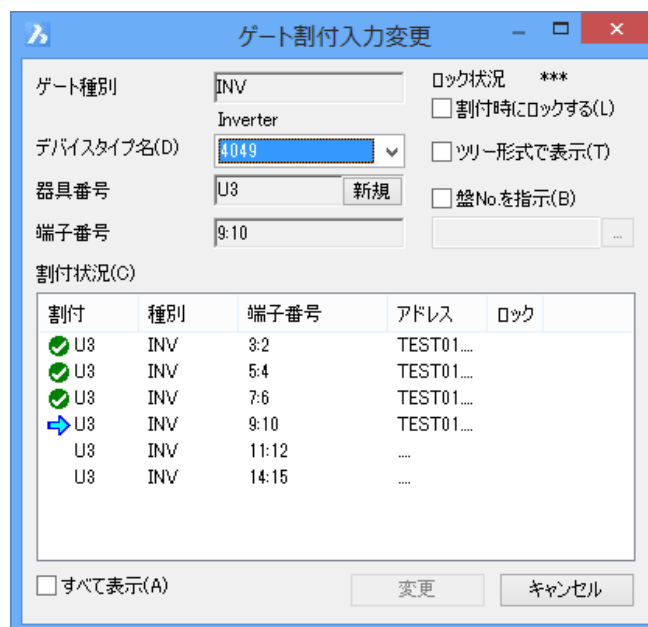 ゲート割付入力変更
ゲート種別 INV ロック状況 ***
Inverter 割付時にロックする(L)
デバイスタイプ名(D) 4049 ツリー形式で表示(T)
器具番号 U3 新規 盤No.を指示(B)
端子番号 9:10 ...
割付状況(C)
割付 種別 端子番号 アドレス ロック
U3 INV 3:2 TEST01....
U3 INV 5:4 TEST01....
U3 INV 7:6 TEST01....
U3 INV 9:10 TEST01....
U3 INV 11:12 ....
U3 INV 14:15 ....
すべて表示(A) 変更 キャンセル